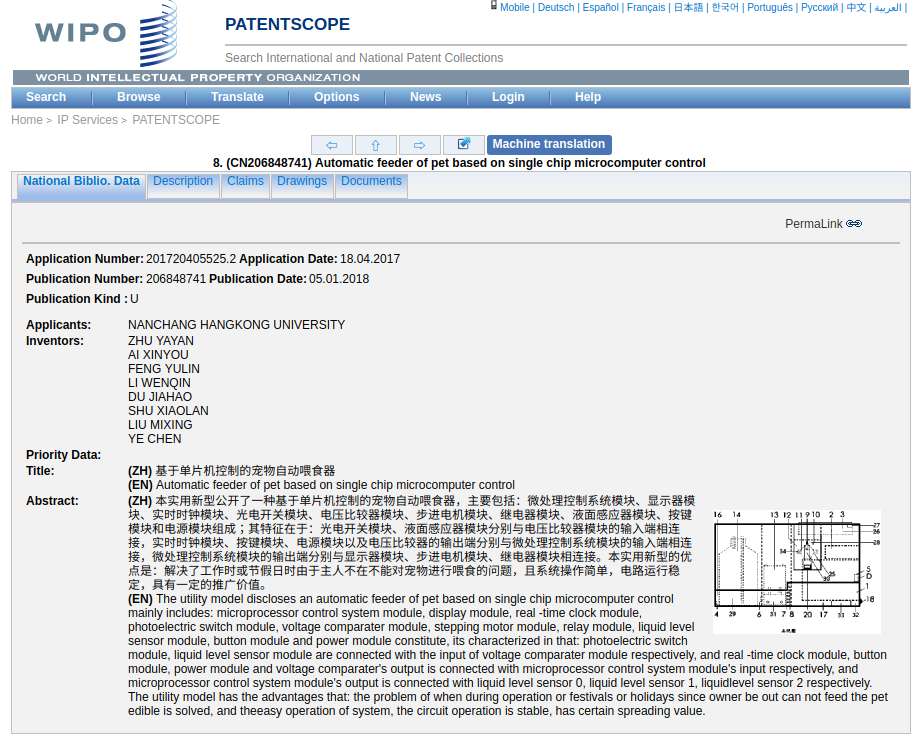 Mobile | Deutsch | Español | Français | 日本語 | 한국어 | Português | Русский | 中文 | العربية |
WIPO
PATENTSCOPE
Search International and National Patent Collections
WORLD INTELLECTUAL PROPERTY ORGANIZATION
Search Browse Translate Options News Login Help
Home > IP Services > PATENTSCOPE
Machine translation
8. (CN206848741) Automatic feeder of pet based on single chip microcomputer control
National Biblio. Data Description Claims Drawings Documents
PermaLink
Application Number: 201720405525.2 Application Date: 18.04.2017
Publication Number: 206848741 Publication Date: 05.01.2018
Publication Kind : U
Applicants: NANCHANG HANGKONG UNIVERSITY
Inventors: ZHU YAYAN
AI XINYOU
FENG YULIN
LI WENQIN
DU JIAHAO
SHU XIAOLAN
LIU MIXING
YE CHEN
Priority Data:
Title: (ZH) 基于单片机控制的宠物自动喂食器
(EN) Automatic feeder of pet based on single chip microcomputer control
Abstract: (ZH) 本实用新型公开了一种基于单片机控制的宠物自动喂食器，主要包括：微处理控制系统模块、显示器模
块、实时时钟模块、光电开关模块、电压比较器模块、步进电机模块、继电器模块、液面感应器模块、按键
模块和电源模块组成；其特征在于：光电开关模块、液面感应器模块分别与电压比较器模块的输入端相连
接，实时时钟模块、按键模块、电源模块以及电压比较器的输出端分别与微处理控制系统模块的输入端相连
接，微处理控制系统模块的输出端分别与显示器模块、步进电机模块、继电器模块相连接。本实用新型的优
点是：解决了工作时或节假日时由于主人不在不能对宠物进行喂食的问题，且系统操作简单，电路运行稳
定，具有一定的推广价值。
(EN) The utility model discloses an automatic feeder of pet based on single chip microcomputer control
mainly includes: microprocessor control system module, display module, real -time clock module,
photoelectric switch module, voltage comparater module, stepping motor module, relay module, liquid level
sensor module, button module and power module constitute, its characterized in that: photoelectric switch
module, liquid level sensor module are connected with the input of voltage comparater module respectively, and real -time clock module, button
module, power module and voltage comparater's output is connected with microprocessor control system module's input respectively, and
microprocessor control system module's output is connected with liquid level sensor 0, liquid level sensor 1, liquidlevel sensor 2 respectively.
The utility model has the advantages that: the problem of when during operation or festivals or holidays since owner be out can not feed the pet
edible is solved, and theeasy operation of system, the circuit operation is stable, has certain spreading value.
16 14 13 12 11 9 10 2 3
27
26
28
34
5
D
25
1
18
4 29 6 7 8 20 17 33 32